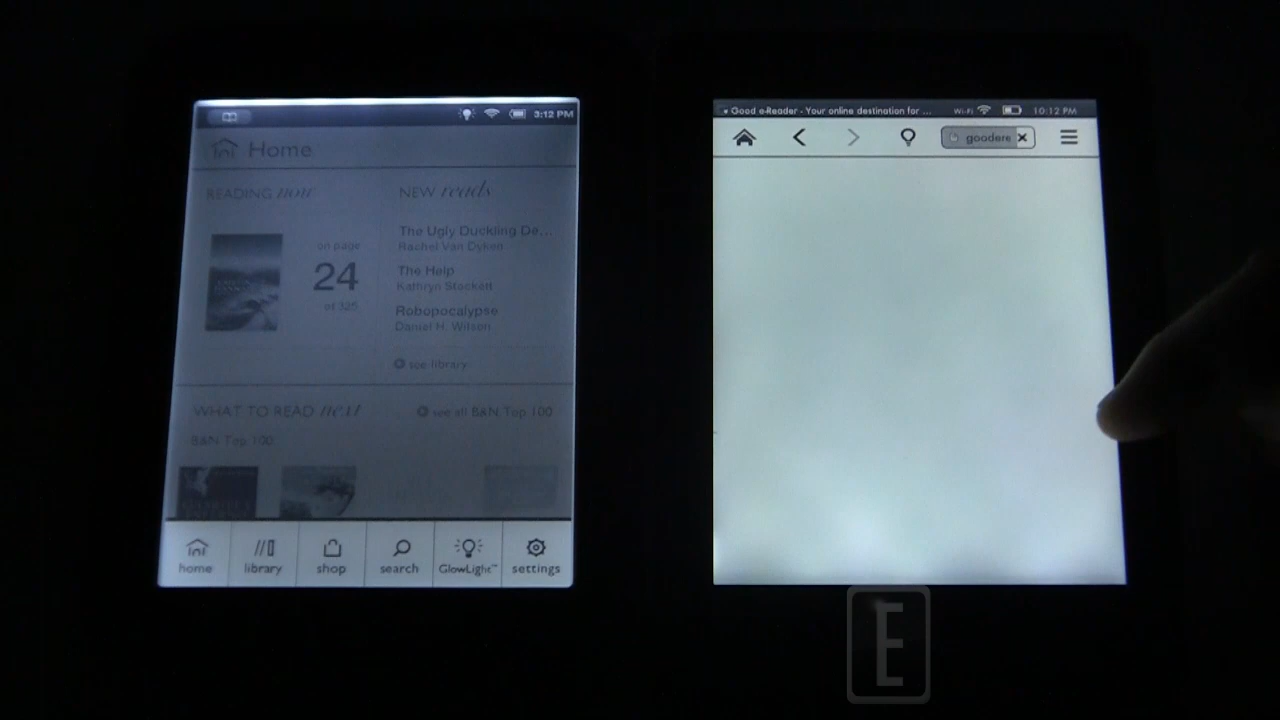 3:12 PM
Home
READING now
on page
24
of 325
NEW reads
The Ugly Duckling De...
Rachel Van Dyken
The Help
Kathryn Stockett
Robopocalypse
Daniel H. Wilson
see library
WHAT TO READ next
see all B&N Top 100
B&N Top 100
home
library
shop
search
GlowLight™
settings
Good e-Reader - Your online destination for ...
Wi-Fi
10:12 PM
goodere
E